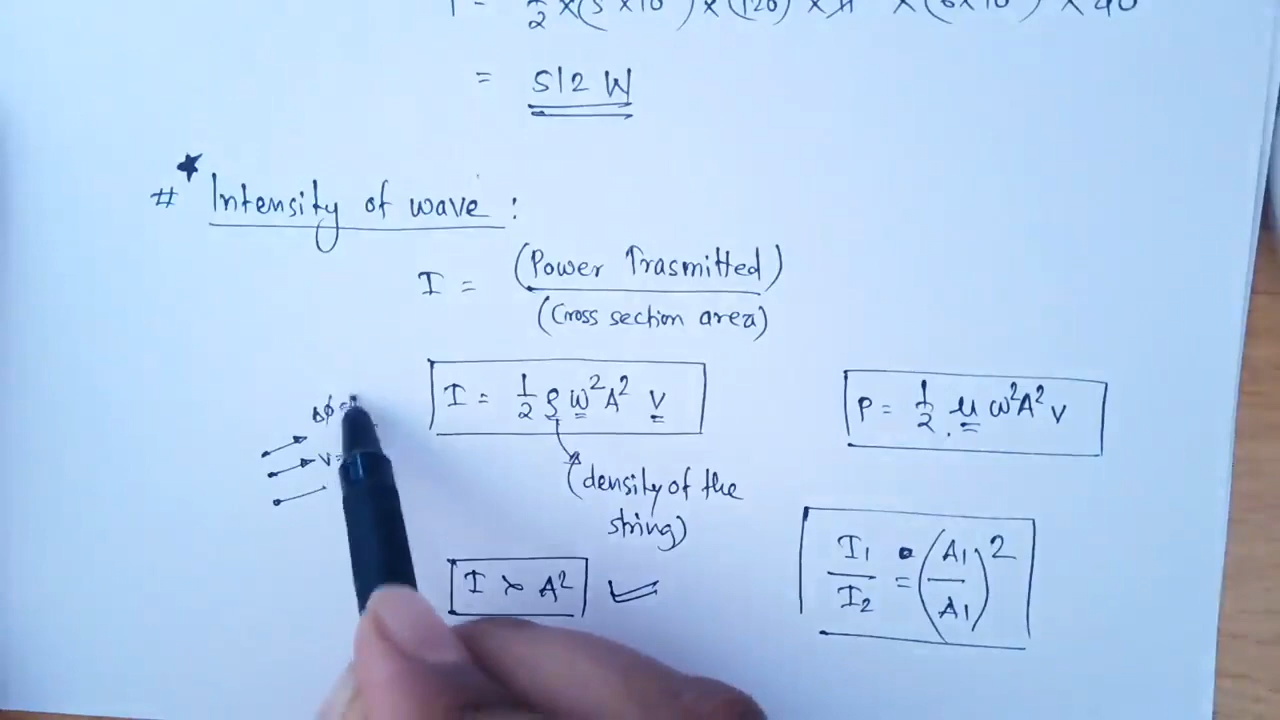 = 512 W
# Intensity of wave :
I = (Power Trasmitted) / (Cross section area)
I = 1/2 ρ ω² A² v
P = 1/2 . μ ω² A² v
Δφ =
v =
(density of the
string)
I ∝ A²
I₁/I₂ = (A₁/A₁)²